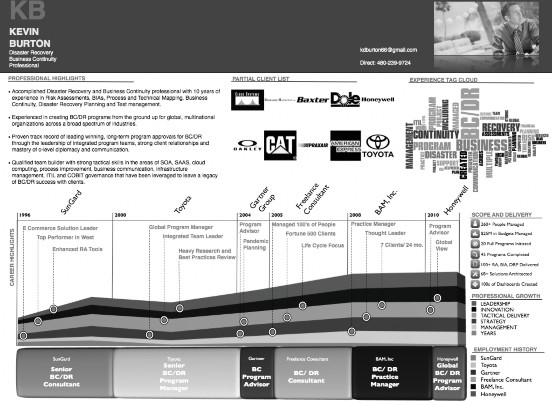 KB
KEVIN
BURTON
Disaster Recovery
Business Continuity
Professional
kdburton66@gmail.com
Direct: 480-239-9724
PROFESSIONAL HIGHLIGHTS
• Accomplished Disaster Recovery and Business Continuity professional with 10 years of
experience in Risk Assessments, BIAs, Process and Technical Mapping, Business
Continuity, Disaster Recovery Planning and Test management.
• Experienced in creating BC/DR programs from the ground up for global, multinational
organizations across a broad spectrum of industries.
• Proven track record of leading winning, long-term program approvals for BC/DR
through the leadership of integrated program teams, strong client relationships and
mastery of c-level diplomacy and communication.
• Qualified team builder with strong tactical skills in the areas of SOA, SAAS, cloud
computing, process improvement, business communication, infrastructure
management, ITIL and COBIT governance that have been leveraged to leave a legacy
of BC/DR success with clients.
PARTIAL CLIENT LIST
Baxter
Dole
Honeywell
OAKLEY
CAT
PRAXAIR
AMERICAN
EXPRESS
TOYOTA
EXPERIENCE TAG CLOUD
BC/DR
CONTINUITY
RECOVERY
PROGRAM
BUSINESS
DISASTER
MANAGEMENT
CREATED
SUPPORT
CAREER HIGHLIGHTS
SunGard
Toyota
Gartner
Group
Freelance
Consultant
BAM, Inc.
Honeywell
1996
2000
2004
2005
2008
2010
E Commerce Solution Leader
Top Performer in West
Enhanced RA Tools
Global Program Manager
Integrated Team Leader
Heavy Research and
Best Practices Review
Program
Advisor
Pandemic
Planning
Managed 100's of People
Fortune 500 Clients
Life Cycle Focus
Practice Manager
Thought Leader
7 Clients/ 24 mo.
Program
Advisor
Global
View
SCOPE AND DELIVERY
260+ People Managed
$25M in Budgets Managed
20 Full Programs Initiated
45 Programs Completed
100+ RA, BIA, DRP Delivered
68+ Solutions Architected
100s of Dashboards Created
PROFESSIONAL GROWTH
LEADERSHIP
INNOVATION
TACTICAL DELIVERY
STRATEGY
MANAGEMENT
YEARS
EMPLOYMENT HISTORY
SunGard
Toyota
Gartner
Freelance Consultant
BAM, Inc.
Honeywell
SunGard
Senior
BC/DR
Consultant
Toyota
Senior
BC/DR
Program
Manager
Gartner
BC
Program
Advisor
Freelance Consultant
BC/ DR
Consultant
BAM, Inc
BC/ DR
Practice
Manager
Honeywell
Global
BC/ DR
Program
Advisor